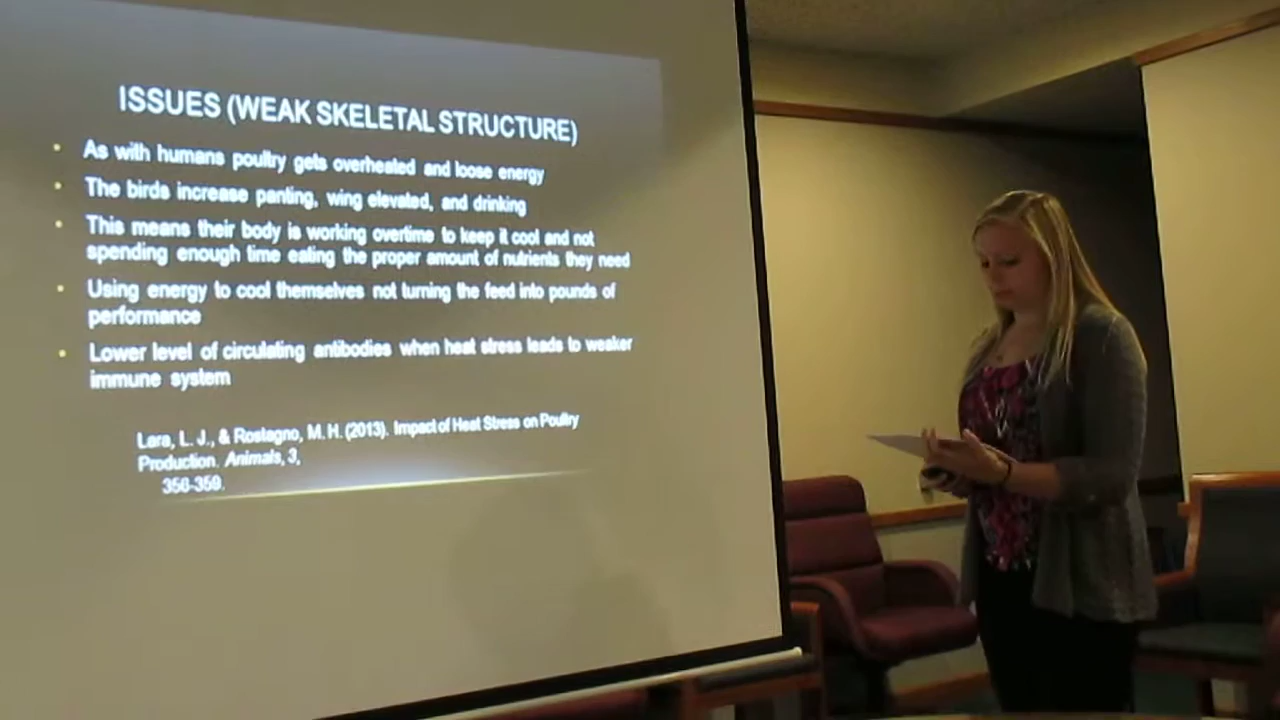 ISSUES (WEAK SKELETAL STRUCTURE)
As with humans poultry gets overheated and loose energy
The birds increase panting, wing elevated, and drinking
This means their body is working overtime to keep it cool and not
spending enough time eating the proper amount of nutrients they need
Using energy to cool themselves not turning the feed into pounds of
performance
Lower level of circulating antibodies when heat stress leads to weaker
immune system
Lara, L. J., & Rostagno, M. H. (2013). Impact of Heat Stress on Poultry
Production. Animals, 3,
356-359.